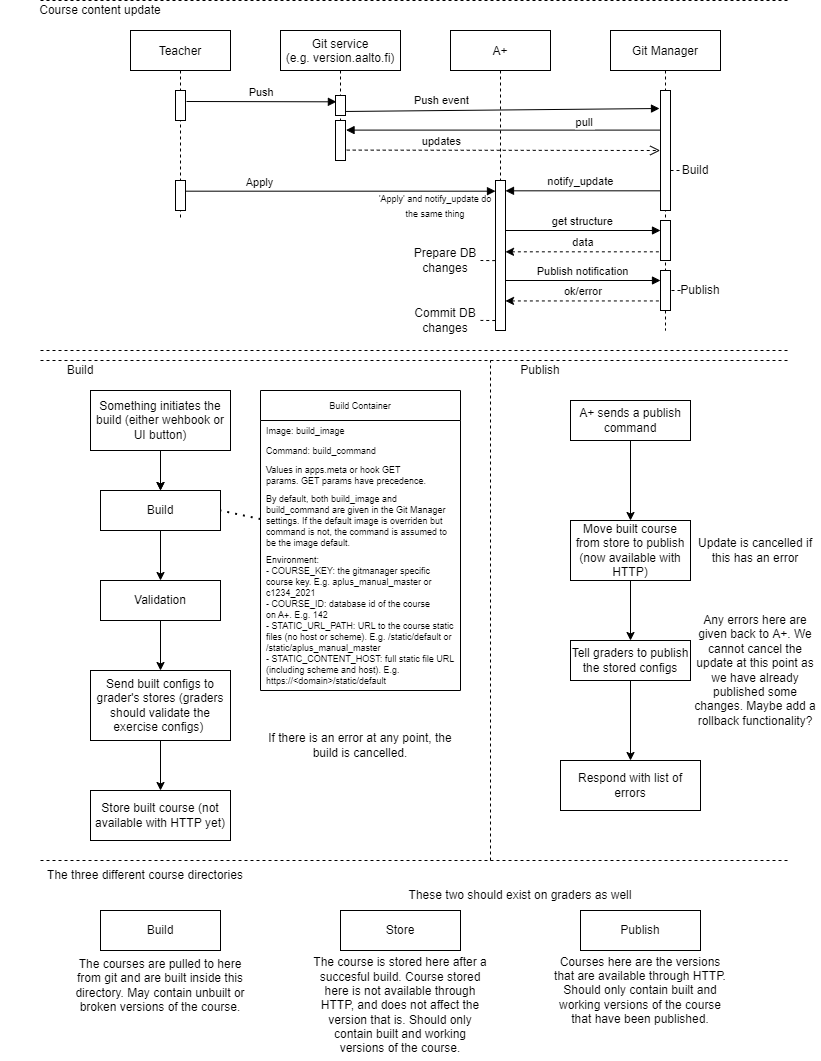 Course content update
Teacher
Git service
(e.g. version.aalto.fi)
A+
Git Manager
Push
Push event
pull
updates
Build
Apply
notify_update
'Apply' and notify_update do
the same thing
get structure
data
Prepare DB
changes
Publish notification
ok/error
Publish
Commit DB
changes
Build
Something initiates the
build (either wehbook or
UI button)
Build
Validation
Send built configs to
grader's stores (graders
should validate the
exercise configs)
Store built course (not
available with HTTP yet)
Build Container
Image: build_image
Command: build_command
Values in apps.meta or hook GET
params. GET params have precedence.
By default, both build_image and
build_command are given in the Git Manager
settings. If the default image is overriden but
command is not, the command is assumed to
be the image default.
Environment:
- COURSE_KEY: the gitmanager specific
course key. E.g. aplus_manual_master or
c1234_2021
- COURSE_ID: database id of the course
on A+. E.g. 142
- STATIC_URL_PATH: URL to the course static
files (no host or scheme). E.g. /static/default or
/static/aplus_manual_master
- STATIC_CONTENT_HOST: full static file URL
(including scheme and host). E.g.
https://<domain>/static/default
If there is an error at any point, the
build is cancelled.
Publish
A+ sends a publish
command
Move built course
from store to publish
(now available with
HTTP)
Update is cancelled if
this has an error
Tell graders to publish
the stored configs
Any errors here are
given back to A+. We
cannot cancel the
update at this point as
we have already
published some
changes. Maybe add a
rollback functionality?
Respond with list of
errors
The three different course directories
These two should exist on graders as well
Build
The courses are pulled to here
from git and are built inside this
directory. May contain unbuilt or
broken versions of the course.
Store
The course is stored here after a
succesful build. Course stored
here is not available through
HTTP, and does not affect the
version that is. Should only
contain built and working
versions of the course.
Publish
Courses here are the versions
that are available through HTTP.
Should only contain built and
working versions of the course
that have been published.